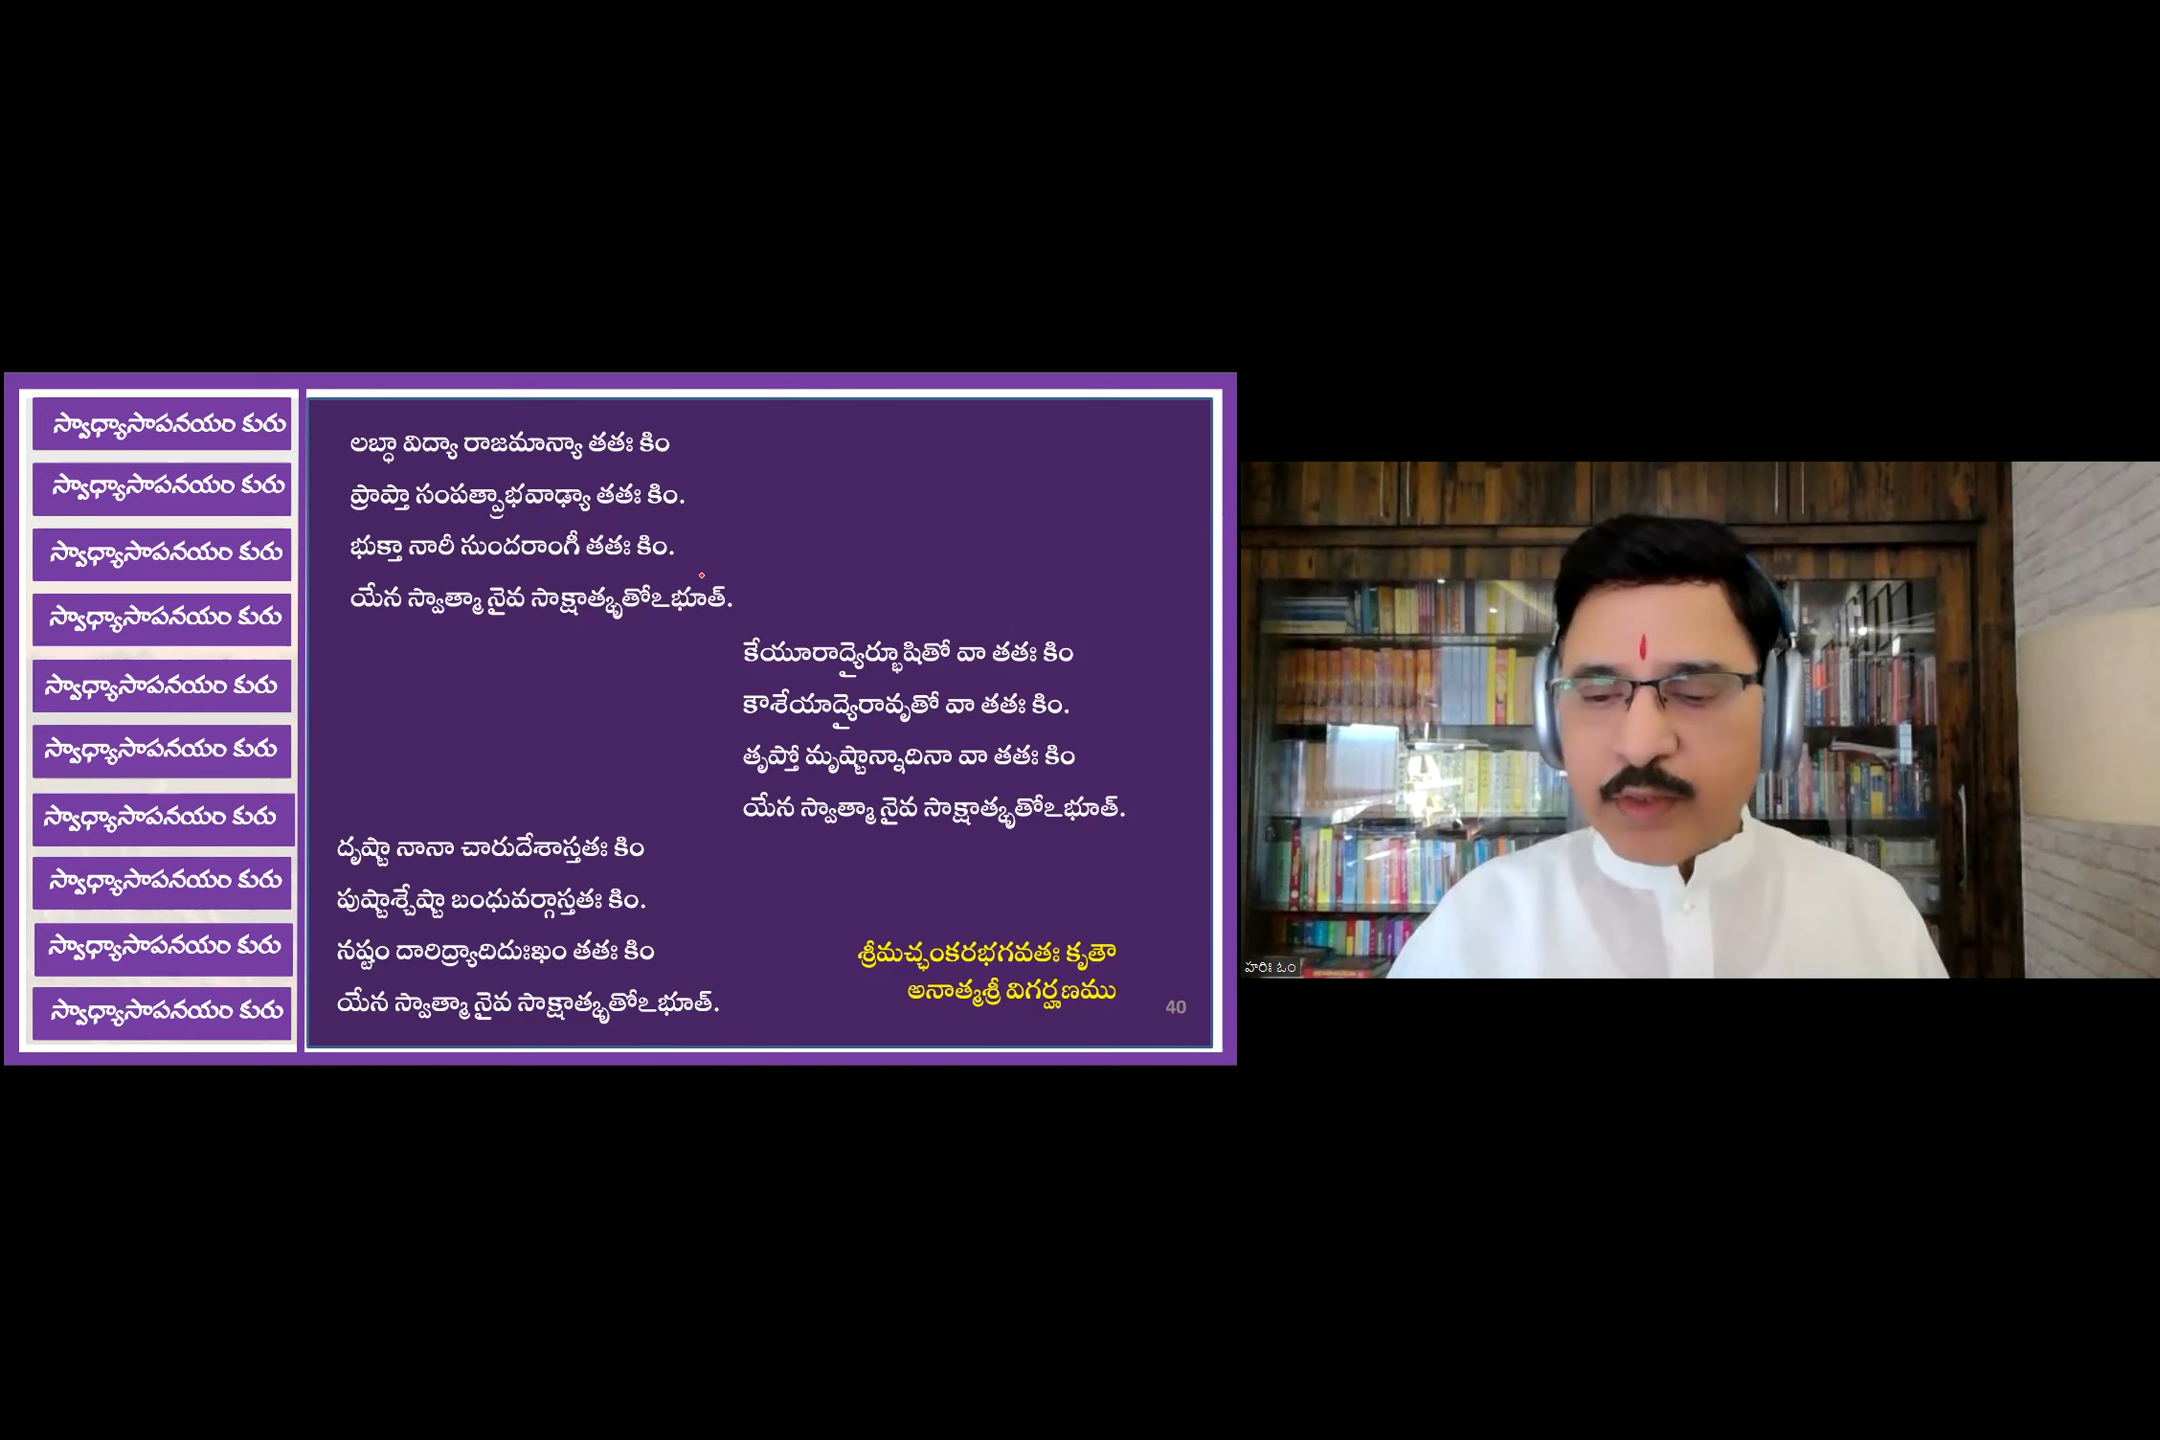 స్వాధ్యాసాపనయం కురు
స్వాధ్యాసాపనయం కురు
స్వాధ్యాసాపనయం కురు
స్వాధ్యాసాపనయం కురు
స్వాధ్యాసాపనయం కురు
స్వాధ్యాసాపనయం కురు
స్వాధ్యాసాపనయం కురు
స్వాధ్యాసాపనయం కురు
స్వాధ్యాసాపనయం కురు
స్వాధ్యాసాపనయం కురు
లబ్ధా విద్యా రాజమాన్యా తతః కిం
ప్రాప్తా సంపత్ప్రాభవాఢ్యా తతః కిం.
భుక్తా నారీ సుందరాంగీ తతః కిం.
యేన స్వాత్మా నైవ సాక్షాత్కృతోఽభూత్.
కేయూరాద్యైర్భూషితో వా తతః కిం
కౌశేయాద్యైరావృతో వా తతః కిం.
తృప్తో మృష్టాన్నాదినా వా తతః కిం
యేన స్వాత్మా నైవ సాక్షాత్కృతోఽభూత్.
దృష్టా నానా చారుదేశాస్తతః కిం
పుష్టాశ్చేష్టా బంధువర్గాస్తతః కిం.
నష్టం దారిద్ర్యాదిదుఃఖం తతః కిం
యేన స్వాత్మా నైవ సాక్షాత్కృతోఽభూత్.
శ్రీమచ్ఛంకరభగవతః కృతౌ
అనాత్మశ్రీ విగర్హణము
40
హరిః ఓం